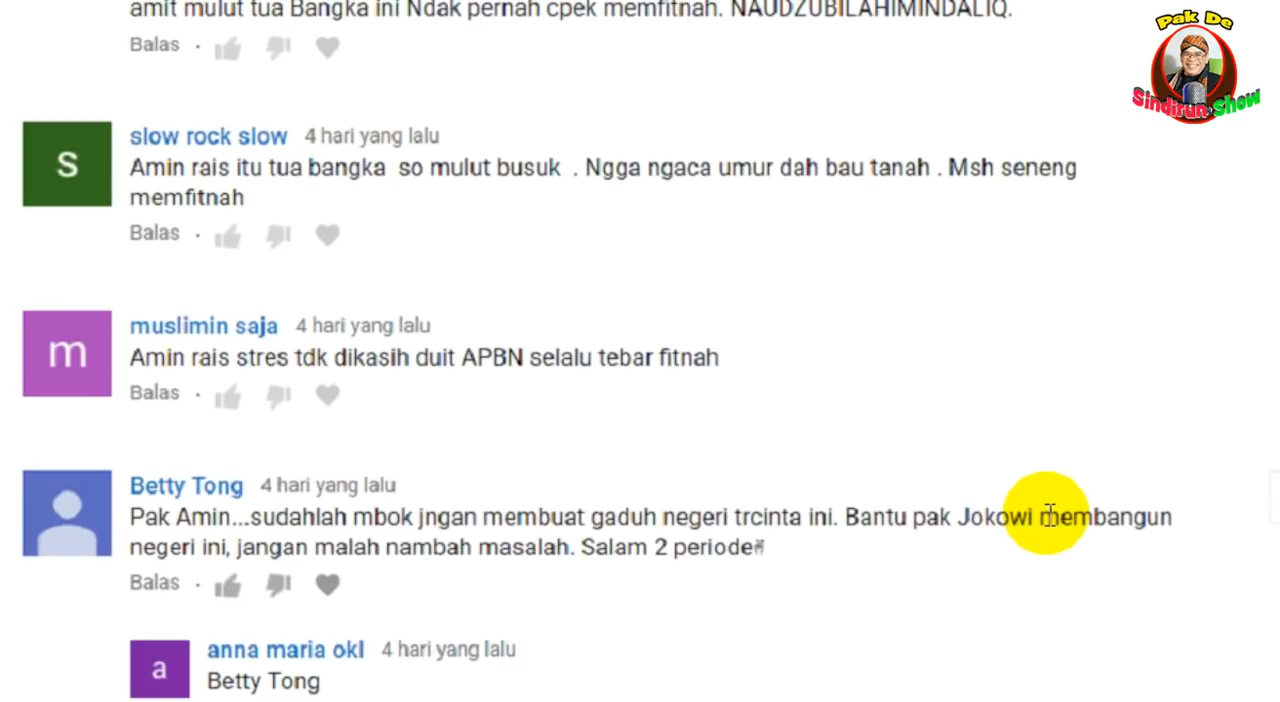 amit mulut tua Bangka ini Ndak pernah cpek memfitnah. NAUDZUBILAHIMINDALIQ.
Balas ·
Pak De
Sindiran Show
slow rock slow 4 hari yang lalu
s
Amin rais itu tua bangka so mulut busuk . Ngga ngaca umur dah bau tanah . Msh seneng
memfitnah
Balas ·
muslimin saja 4 hari yang lalu
m
Amin rais stres tdk dikasih duit APBN selalu tebar fitnah
Balas ·
Betty Tong 4 hari yang lalu
Pak Amin...sudahlah mbok jngan membuat gaduh negeri trcinta ini. Bantu pak Jokowi membangun
negeri ini, jangan malah nambah masalah. Salam 2 periode✌
Balas ·
anna maria okl 4 hari yang lalu
a
Betty Tong